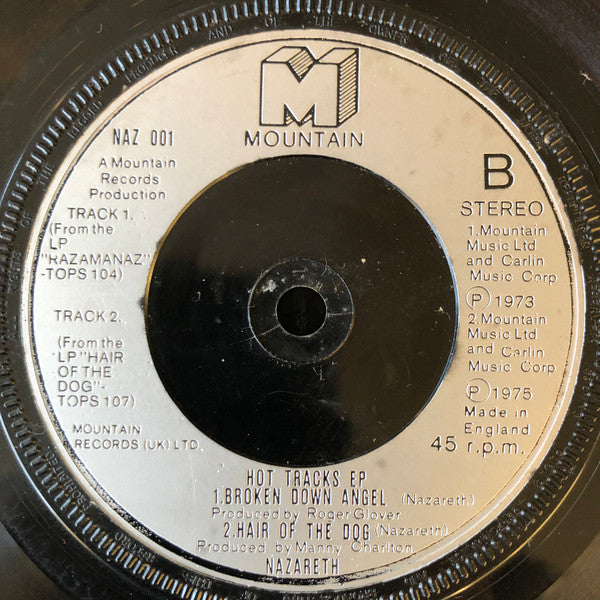 M
MOUNTAIN
NAZ 001
A Mountain
Records
Production
TRACK 1.
(From the
LP
"RAZAMANAZ"
-TOPS 104)
TRACK 2.
(From the
LP "HAIR
OF THE
DOG"-
TOPS 107)
MOUNTAIN
RECORDS (UK) LTD.
B
STEREO
1.Mountain
Music Ltd
and Carlin
Music Corp
Ⓟ 1973
2.Mountain
Music Ltd
and Carlin
Music Corp
Ⓟ 1975
Made in
England
45 r.p.m.
HOT TRACKS EP
1.BROKEN DOWN ANGEL (Nazareth)
Produced by Roger Glover
2.HAIR OF THE DOG (Nazareth)
Produced by Manny Charlton
NAZARETH